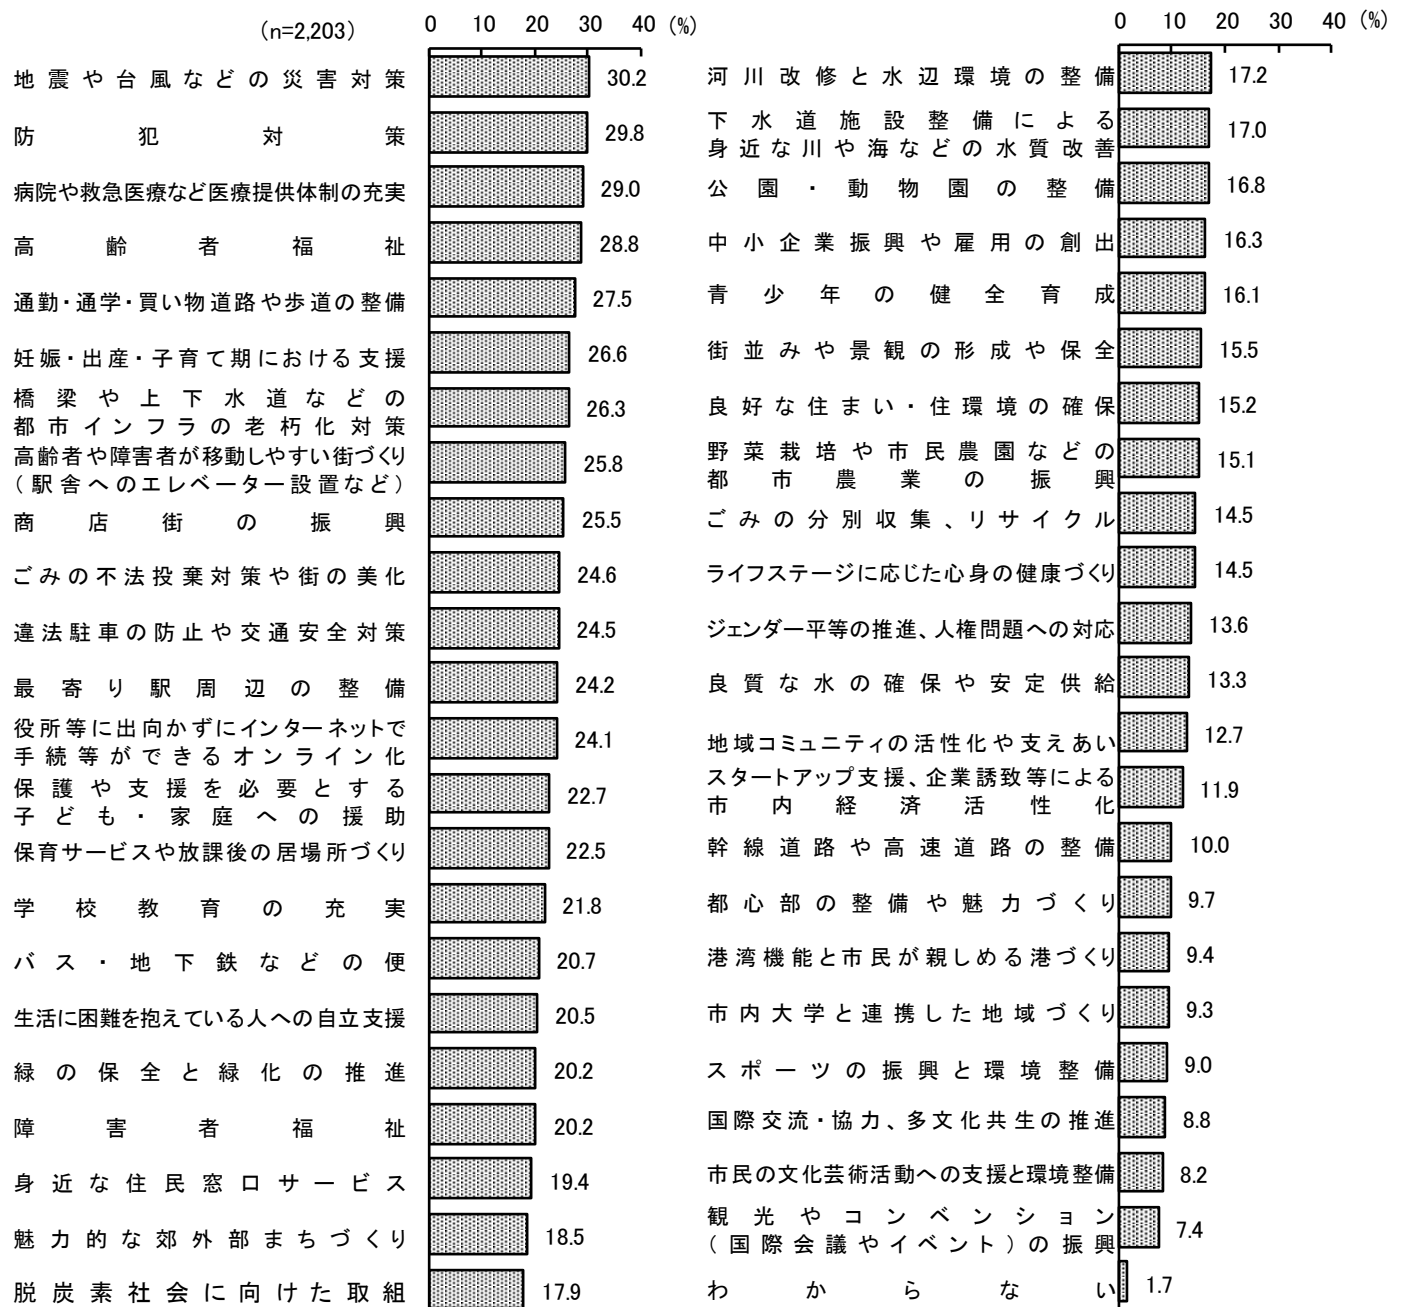 (n=2,203)
0 10 20 30 40 (%)
地震や台風などの災害対策 30.2
防犯対策 29.8
病院や救急医療など医療提供体制の充実 29.0
高齢者福祉 28.8
通勤・通学・買い物道路や歩道の整備 27.5
妊娠・出産・子育て期における支援 26.6
橋梁や上下水道などの
都市インフラの老朽化対策 26.3
高齢者や障害者が移動しやすい街づくり
(駅舎へのエレベーター設置など) 25.8
商店街の振興 25.5
ごみの不法投棄対策や街の美化 24.6
違法駐車の防止や交通安全対策 24.5
最寄り駅周辺の整備 24.2
役所等に出向かずにインターネットで
手続等ができるオンライン化 24.1
保護や支援を必要とする
子ども・家庭への援助 22.7
保育サービスや放課後の居場所づくり 22.5
学校教育の充実 21.8
バス・地下鉄などの便 20.7
生活に困難を抱えている人への自立支援 20.5
緑の保全と緑化の推進 20.2
障害者福祉 20.2
身近な住民窓口サービス 19.4
魅力的な郊外部まちづくり 18.5
脱炭素社会に向けた取組 17.9
0 10 20 30 40 (%)
河川改修と水辺環境の整備 17.2
下水道施設整備による
身近な川や海などの水質改善 17.0
公園・動物園の整備 16.8
中小企業振興や雇用の創出 16.3
青少年の健全育成 16.1
街並みや景観の形成や保全 15.5
良好な住まい・住環境の確保 15.2
野菜栽培や市民農園などの
都市農業の振興 15.1
ごみの分別収集、リサイクル 14.5
ライフステージに応じた心身の健康づくり 14.5
ジェンダー平等の推進、人権問題への対応 13.6
良質な水の確保や安定供給 13.3
地域コミュニティの活性化や支えあい 12.7
スタートアップ支援、企業誘致等による
市内経済活性化 11.9
幹線道路や高速道路の整備 10.0
都心部の整備や魅力づくり 9.7
港湾機能と市民が親しめる港づくり 9.4
市内大学と連携した地域づくり 9.3
スポーツの振興と環境整備 9.0
国際交流・協力、多文化共生の推進 8.8
市民の文化芸術活動への支援と環境整備 8.2
観光やコンベンション
(国際会議やイベント)の振興 7.4
わからない 1.7